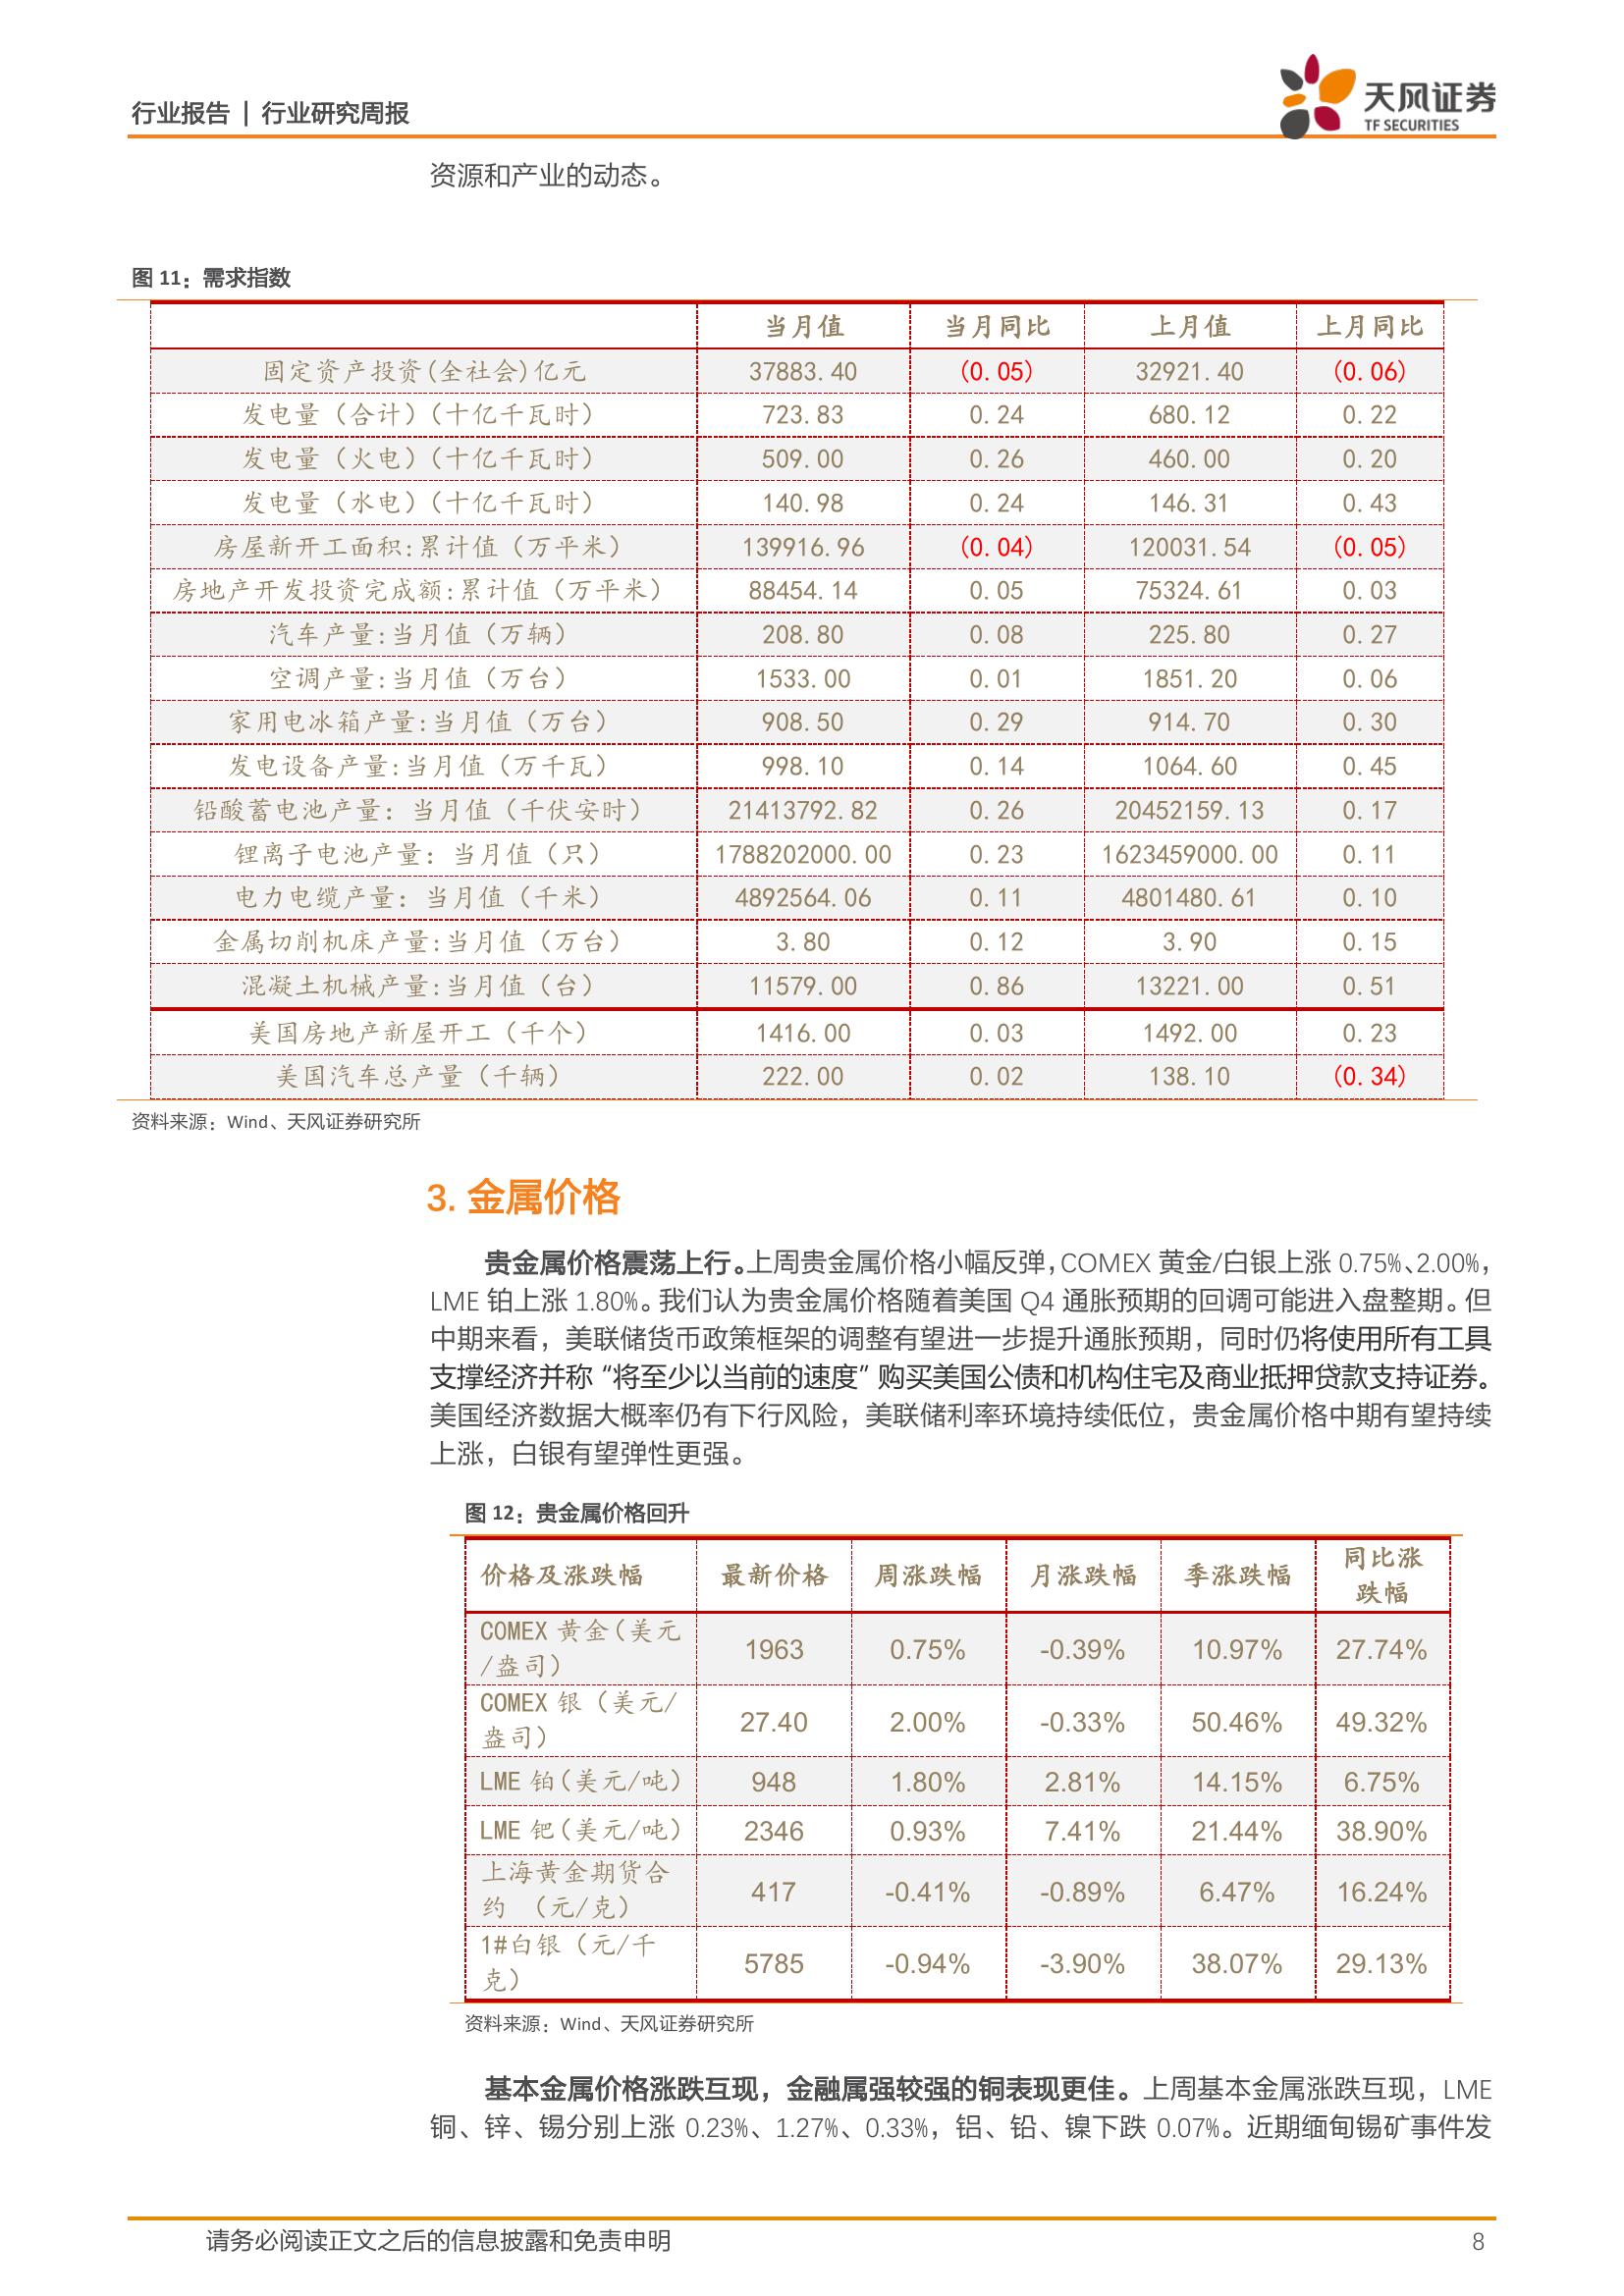 行业报告 | 行业研究周报
天风证券
TF SECURITIES
资源和产业的动态。
图 11：需求指数
当月值 当月同比 上月值 上月同比
固定资产投资(全社会)亿元 37883.40 (0.05) 32921.40 (0.06)
发电量（合计）（十亿千瓦时） 723.83 0.24 680.12 0.22
发电量（火电）（十亿千瓦时） 509.00 0.26 460.00 0.20
发电量（水电）（十亿千瓦时） 140.98 0.24 146.31 0.43
房屋新开工面积:累计值（万平米） 139916.96 (0.04) 120031.54 (0.05)
房地产开发投资完成额:累计值（万平米） 88454.14 0.05 75324.61 0.03
汽车产量:当月值（万辆） 208.80 0.08 225.80 0.27
空调产量:当月值（万台） 1533.00 0.01 1851.20 0.06
家用电冰箱产量:当月值（万台） 908.50 0.29 914.70 0.30
发电设备产量:当月值（万千瓦） 998.10 0.14 1064.60 0.45
铅酸蓄电池产量：当月值（千伏安时） 21413792.82 0.26 20452159.13 0.17
锂离子电池产量：当月值（只） 1788202000.00 0.23 1623459000.00 0.11
电力电缆产量：当月值（千米） 4892564.06 0.11 4801480.61 0.10
金属切削机床产量:当月值（万台） 3.80 0.12 3.90 0.15
混凝土机械产量:当月值（台） 11579.00 0.86 13221.00 0.51
美国房地产新屋开工（千个） 1416.00 0.03 1492.00 0.23
美国汽车总产量（千辆） 222.00 0.02 138.10 (0.34)
资料来源：Wind、天风证券研究所
3. 金属价格
贵金属价格震荡上行。上周贵金属价格小幅反弹，COMEX 黄金/白银上涨 0.75%、2.00%，
LME 铂上涨 1.80%。我们认为贵金属价格随着美国 Q4 通胀预期的回调可能进入盘整期。但
中期来看，美联储货币政策框架的调整有望进一步提升通胀预期，同时仍将使用所有工具
支撑经济并称“将至少以当前的速度”购买美国公债和机构住宅及商业抵押贷款支持证券。
美国经济数据大概率仍有下行风险，美联储利率环境持续低位，贵金属价格中期有望持续
上涨，白银有望弹性更强。
图 12：贵金属价格回升
价格及涨跌幅 最新价格 周涨跌幅 月涨跌幅 季涨跌幅 同比涨
跌幅
COMEX 黄金(美元
/盎司) 1963 0.75% -0.39% 10.97% 27.74%
COMEX 银（美元/
盎司） 27.40 2.00% -0.33% 50.46% 49.32%
LME 铂(美元/吨) 948 1.80% 2.81% 14.15% 6.75%
LME 钯(美元/吨) 2346 0.93% 7.41% 21.44% 38.90%
上海黄金期货合
约 （元/克） 417 -0.41% -0.89% 6.47% 16.24%
1#白银（元/千
克） 5785 -0.94% -3.90% 38.07% 29.13%
资料来源：Wind、天风证券研究所
基本金属价格涨跌互现，金融属强较强的铜表现更佳。上周基本金属涨跌互现，LME
铜、锌、锡分别上涨 0.23%、1.27%、0.33%，铝、铅、镍下跌 0.07%。近期缅甸锡矿事件发
请务必阅读正文之后的信息披露和免责申明
8